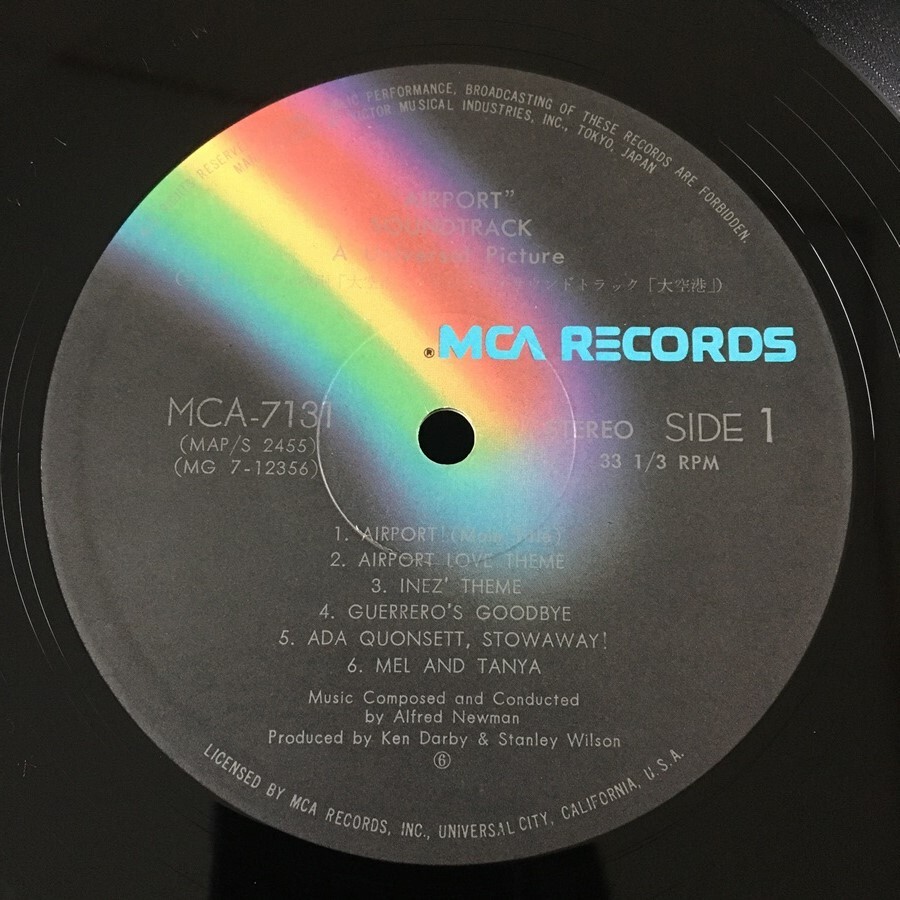 PERFORMANCE, BROADCASTING OF THESE RECORDS ARE FORBIDDEN.
VICTOR MUSICAL INDUSTRIES, INC., TOKYO, JAPAN
AIRPORT”
SOUNDTRACK
A Universal Picture
サウンドトラック「大空港」)
®MCA RECORDS
MCA-7131
(MAP/S 2455)
(MG 7-12356)
STEREO SIDE 1
33 1/3 RPM
1. AIRPORT! (Main Title)
2. AIRPORT LOVE THEME
3. INEZ' THEME
4. GUERRERO'S GOODBYE
5. ADA QUONSETT, STOWAWAY!
6. MEL AND TANYA
Music Composed and Conducted
by Alfred Newman
Produced by Ken Darby & Stanley Wilson
⑥
LICENSED BY MCA RECORDS, INC., UNIVERSAL CITY, CALIFORNIA, U.S.A.